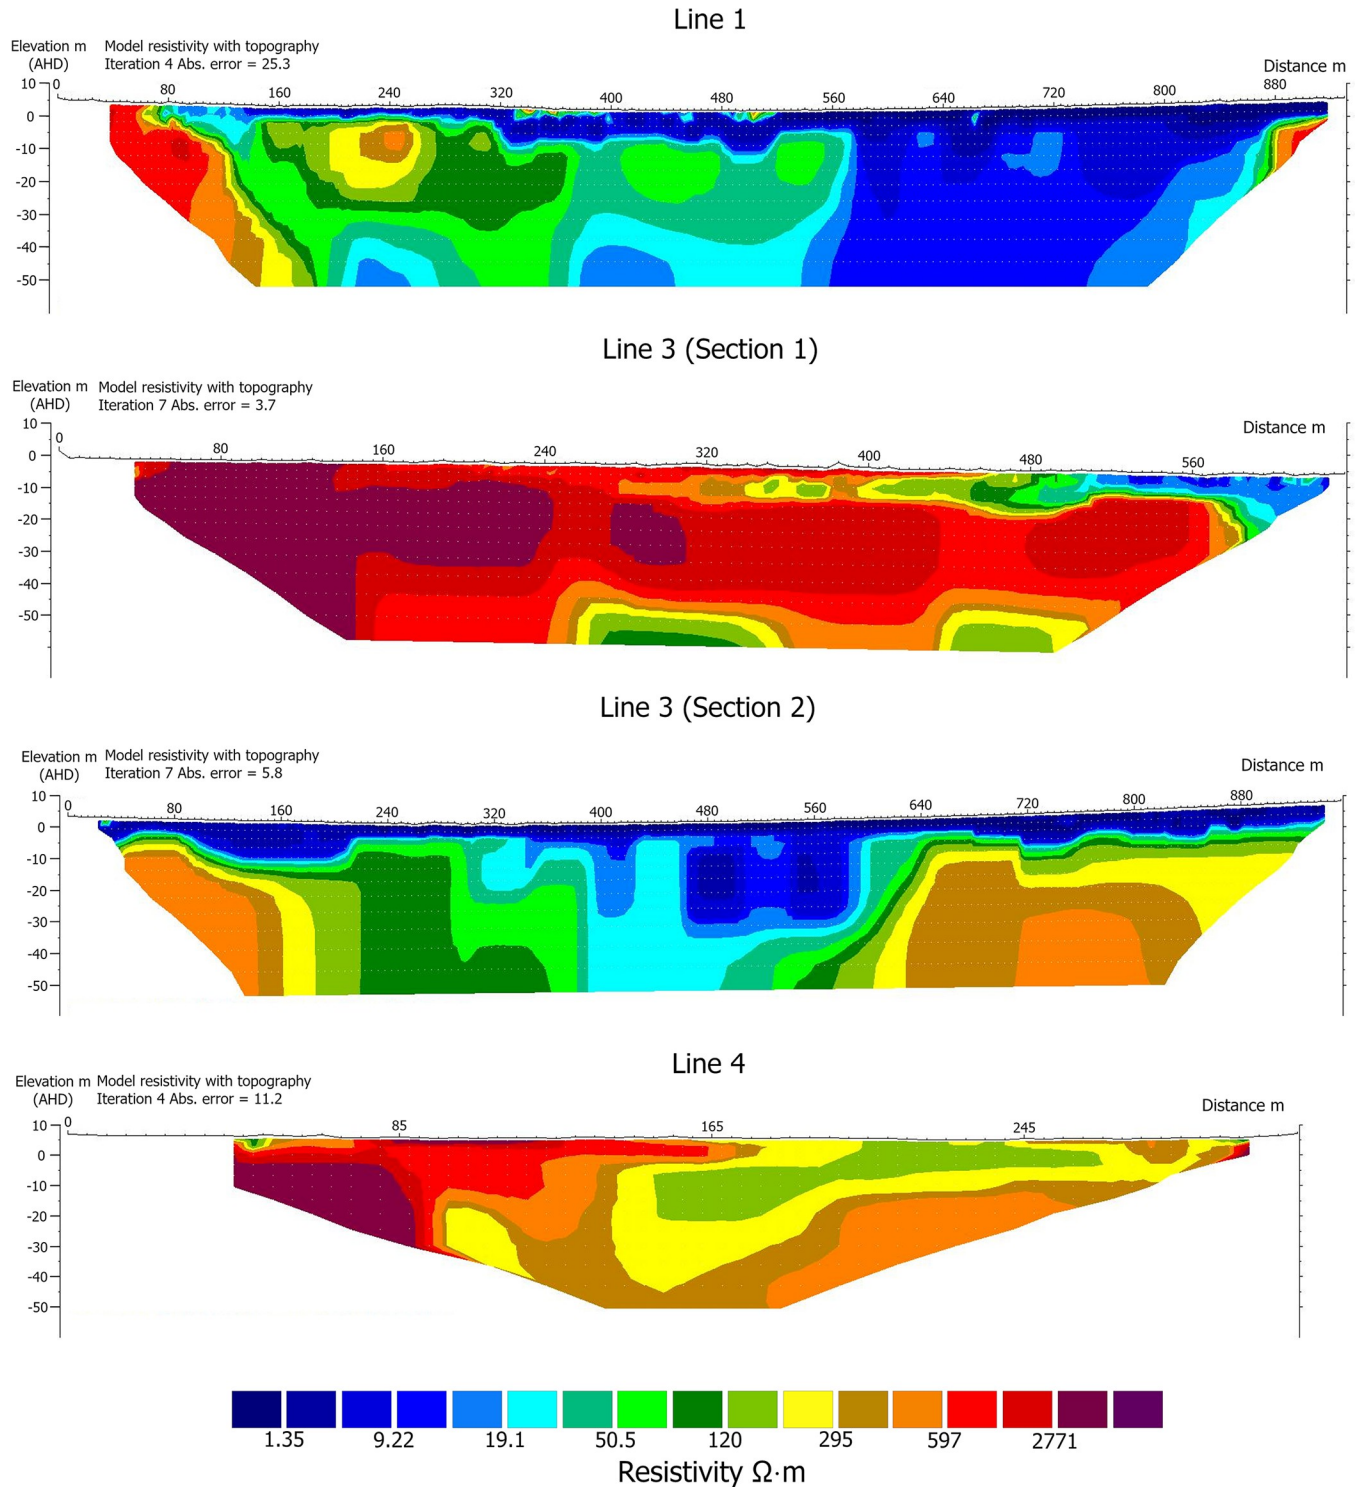 Line 1
Elevation m Model resistivity with topography
(AHD) Iteration 4 Abs. error = 25.3
Distance m
0 80 160 240 320 400 480 560 640 720 800 880
10
0
-10
-20
-30
-40
-50
Line 3 (Section 1)
Elevation m Model resistivity with topography
(AHD) Iteration 7 Abs. error = 3.7
Distance m
0 80 160 240 320 400 480 560
10
0
-10
-20
-30
-40
-50
Line 3 (Section 2)
Elevation m Model resistivity with topography
(AHD) Iteration 7 Abs. error = 5.8
Distance m
0 80 160 240 320 400 480 560 640 720 800 880
10
0
-10
-20
-30
-40
-50
Line 4
Elevation m Model resistivity with topography
(AHD) Iteration 4 Abs. error = 11.2
Distance m
0 85 165 245
10
0
-10
-20
-30
-40
-50
1.35 9.22 19.1 50.5 120 295 597 2771
Resistivity Ω·m